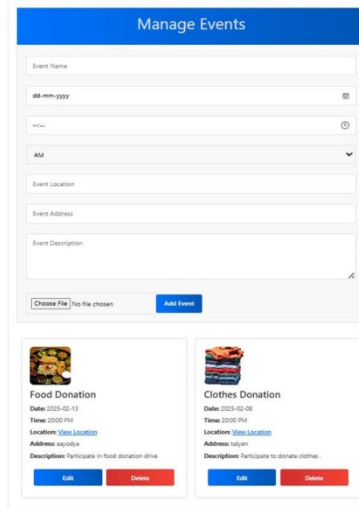 Manage Events
Event Name
dd-mm-yyyy
--:--
AM
Event Location
Event Address
Event Description
Choose File No file chosen
Add Event
Food Donation
Date: 2025-02-13
Time: 20:00 PM
Location: View Location
Address: aayodya
Description: Participate in food donation drive
Edit
Delete
Clothes Donation
Date: 2025-02-06
Time: 20:00 PM
Location: View Location
Address: kalyan
Description: Participate to donate clothes .
Edit
Delete